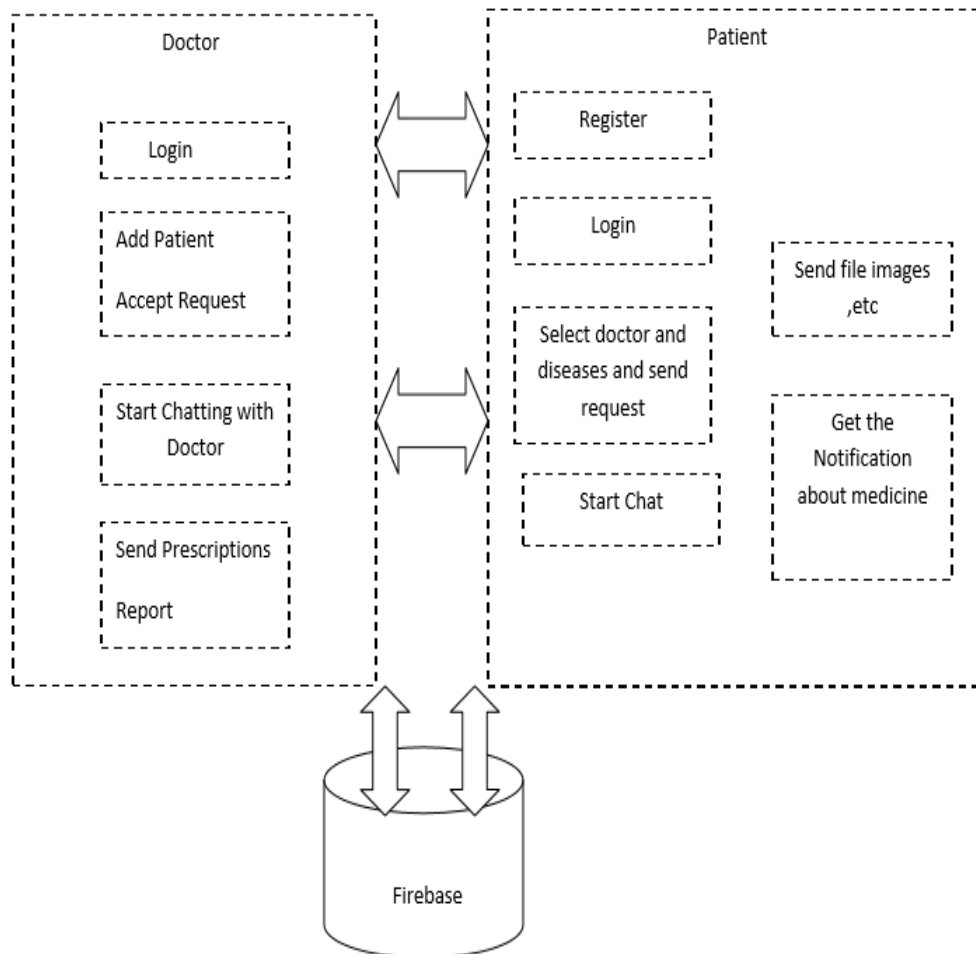 Doctor
Login
Add Patient
Accept Request
Start Chatting with
Doctor
Send Prescriptions
Report
Patient
Register
Login
Select doctor and
diseases and send
request
Start Chat
Send file images
,etc
Get the
Notification
about medicine
Firebase